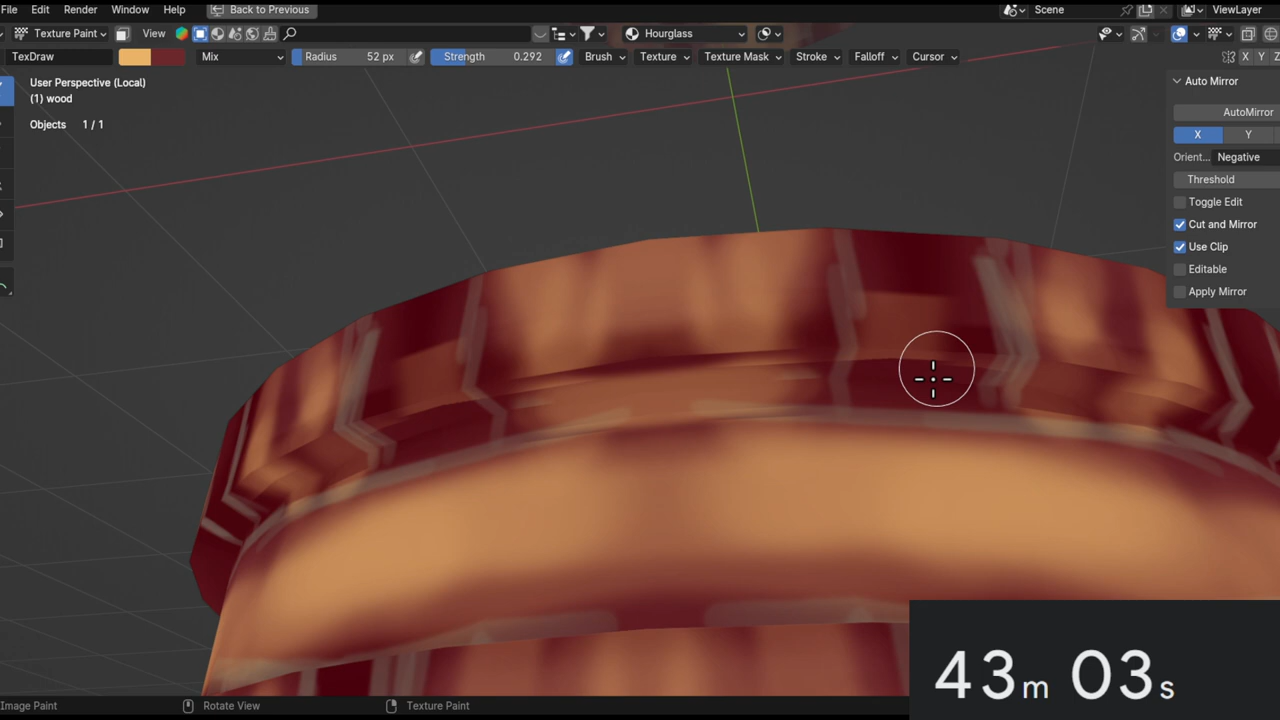 File Edit Render Window Help Back to Previous Scene ViewLayer
Texture Paint View Hourglass
TexDraw Mix Radius 52 px Strength 0.292 Brush Texture Texture Mask Stroke Falloff Cursor X Y Z
User Perspective (Local)
(1) wood
Objects 1 / 1
Auto Mirror
AutoMirror
X Y
Orient... Negative
Threshold
Toggle Edit
Cut and Mirror
Use Clip
Editable
Apply Mirror
43m 03s
Image Paint Rotate View Texture Paint